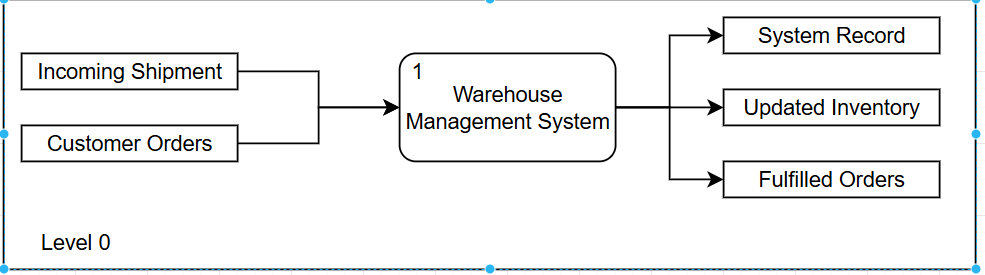 Incoming Shipment
Customer Orders
1
Warehouse
Management System
System Record
Updated Inventory
Fulfilled Orders
Level 0